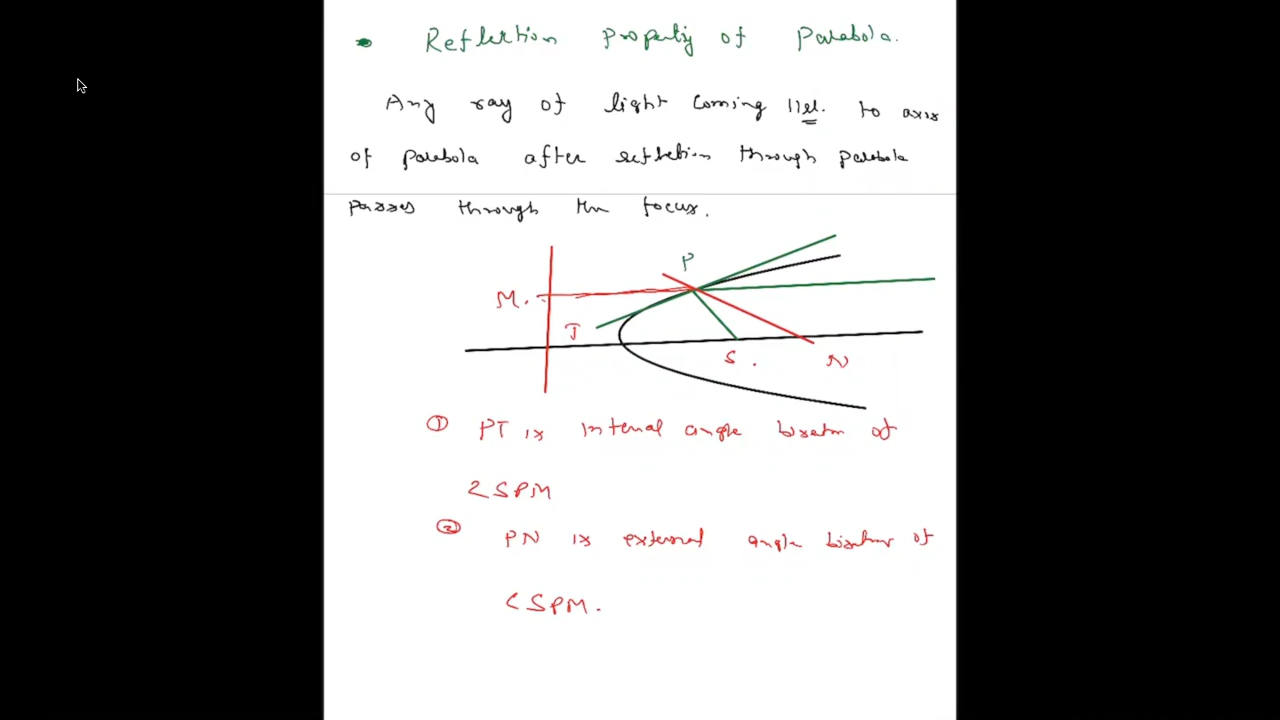 Reflection Property of Parabola.
Any ray of light coming ||el. to axis
of parabola after reflection through parabola
passes through the focus.
P
M.
T
S.
N
① PT is internal angle bisector of
∠SPM
② PN is external angle bisector of
∠SPM.